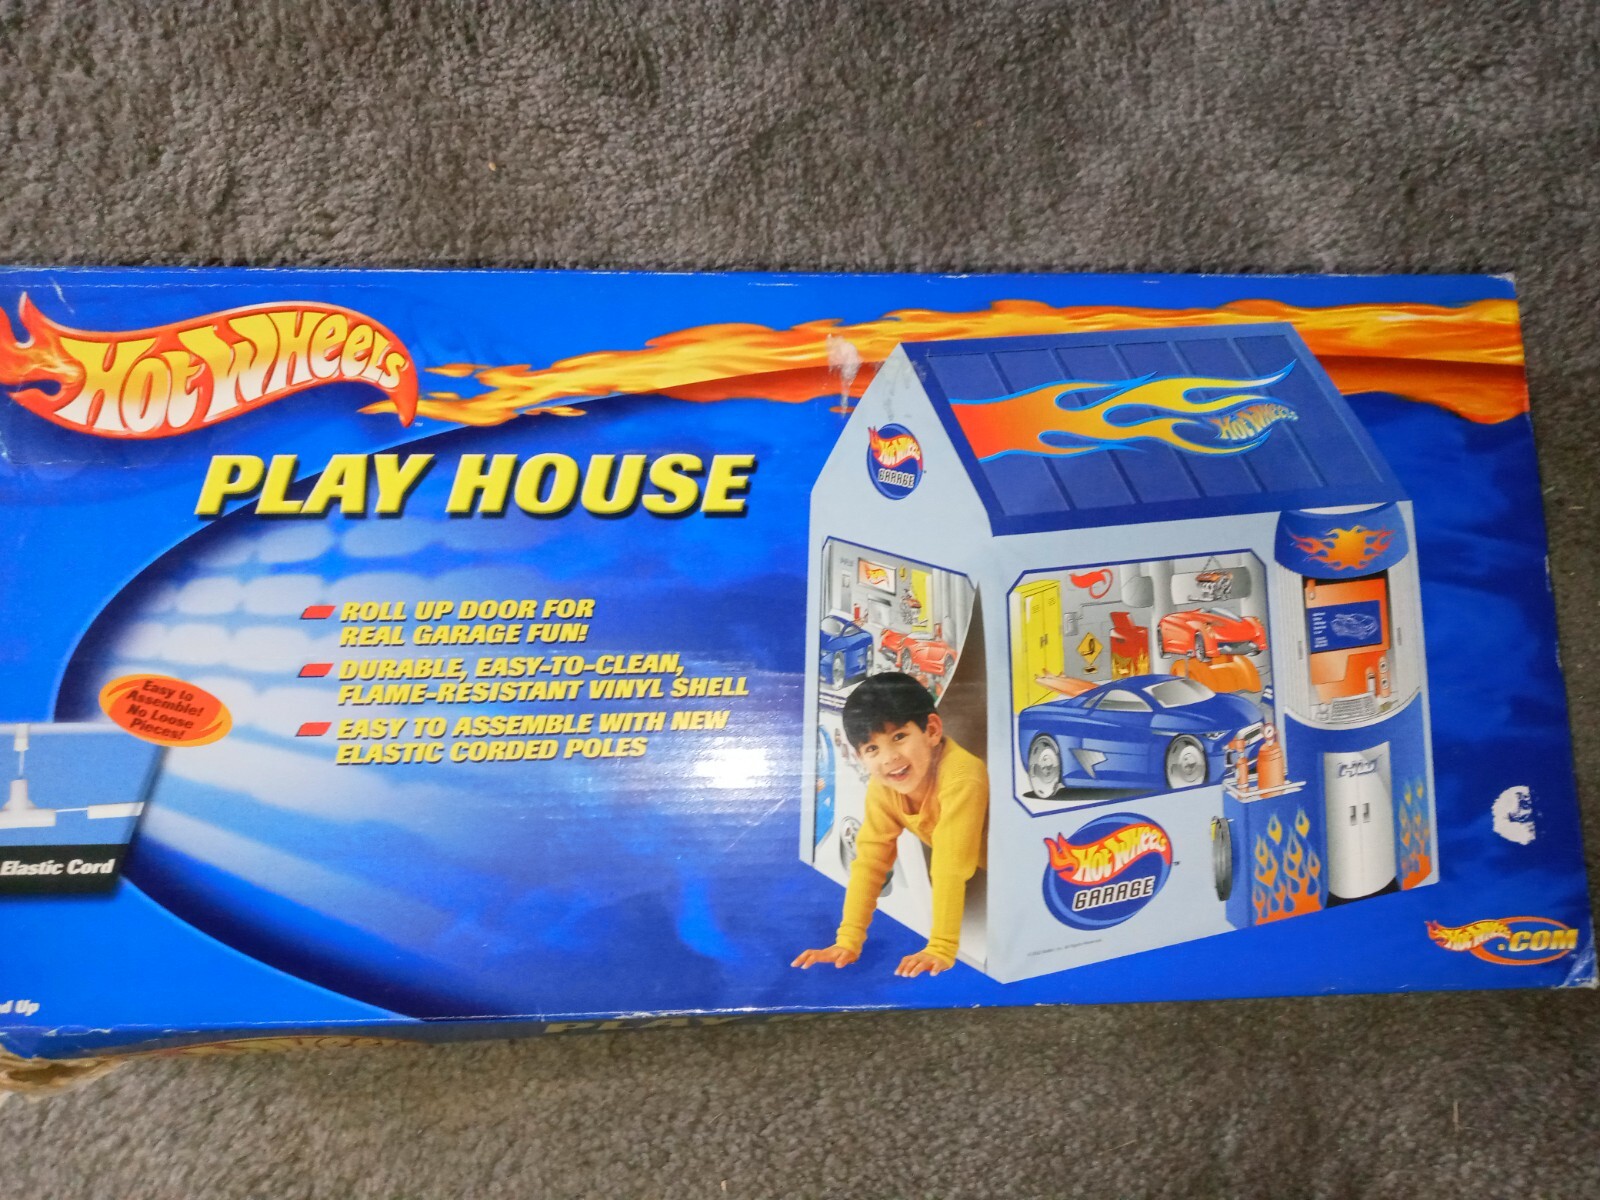 HOT WHEELS
PLAY HOUSE
ROLL UP DOOR FOR
REAL GARAGE FUN!
DURABLE, EASY-TO-CLEAN,
FLAME-RESISTANT VINYL SHELL
EASY TO ASSEMBLE WITH NEW
ELASTIC CORDED POLES
Easy to
Assemble!
No Loose
Pieces!
Elastic Cord
Up
HOT WHEELS
HOT WHEELS
GARAGE
HOT WHEELS
GARAGE
HOT WHEELS.COM